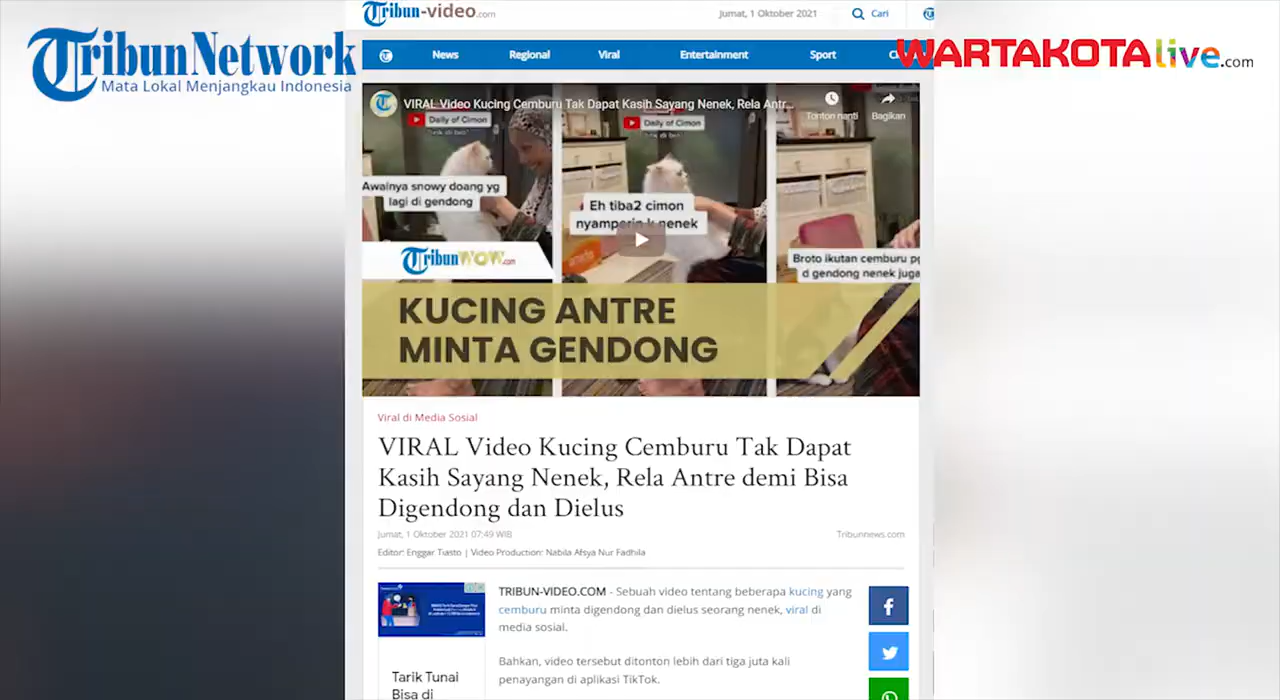 Tribun-video.com
Jumat, 1 Oktober 2021
Cari
Tribun Network
Mata Lokal Menjangkau Indonesia
WARTAKOTAlive.com
News Regional Viral Entertainment Sport
VIRAL Video Kucing Cemburu Tak Dapat Kasih Sayang Nenek, Rela Antr...
Tonton nanti
Bagikan
Daily of Cimon
Daily of Cimon
Awalnya snowy doang yg
lagi di gendong
Eh tiba2 cimon
nyamperin k nenek
Broto ikutan cemburu pg
d gendong nenek juga
TribunWOW.com
KUCING ANTRE
MINTA GENDONG
Viral di Media Sosial
VIRAL Video Kucing Cemburu Tak Dapat
Kasih Sayang Nenek, Rela Antre demi Bisa
Digendong dan Dielus
Jumat, 1 Oktober 2021 07:49 WIB
Tribunnews.com
Editor: Enggar Tiasto | Video Production: Nabila Afsya Nur Fadhila
TRIBUN-VIDEO.COM - Sebuah video tentang beberapa kucing yang
cemburu minta digendong dan dielus seorang nenek, viral di
media sosial.
Bahkan, video tersebut ditonton lebih dari tiga juta kali
penayangan di aplikasi TikTok.
Tarik Tunai
Bisa di